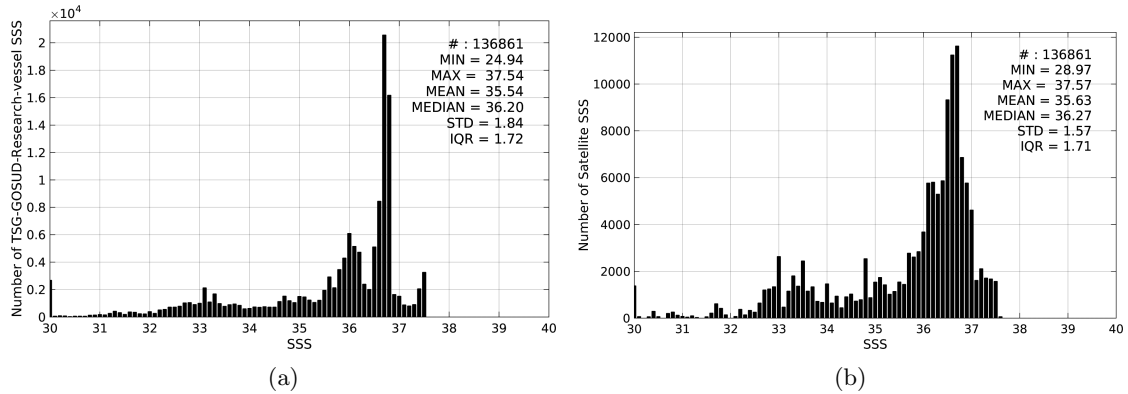 ×10⁴
Number of TSG-GOSUD-Research-vessel SSS
2
1.8
1.6
1.4
1.2
1
0.8
0.6
0.4
0.2
0
# : 136861
MIN = 24.94
MAX = 37.54
MEAN = 35.54
MEDIAN = 36.20
STD = 1.84
IQR = 1.72
30 31 32 33 34 35 36 37 38 39 40
SSS
(a)
Number of Satellite SSS
12000
10000
8000
6000
4000
2000
0
# : 136861
MIN = 28.97
MAX = 37.57
MEAN = 35.63
MEDIAN = 36.27
STD = 1.57
IQR = 1.71
30 31 32 33 34 35 36 37 38 39 40
SSS
(b)